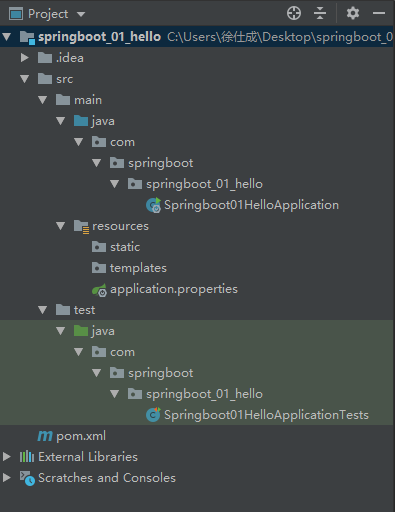 Project
springboot_01_hello C:\Users\徐仕成\Desktop\springboot_0
.idea
src
main
java
com
springboot
springboot_01_hello
Springboot01HelloApplication
resources
static
templates
application.properties
test
java
com
springboot
springboot_01_hello
Springboot01HelloApplicationTests
pom.xml
External Libraries
Scratches and Consoles